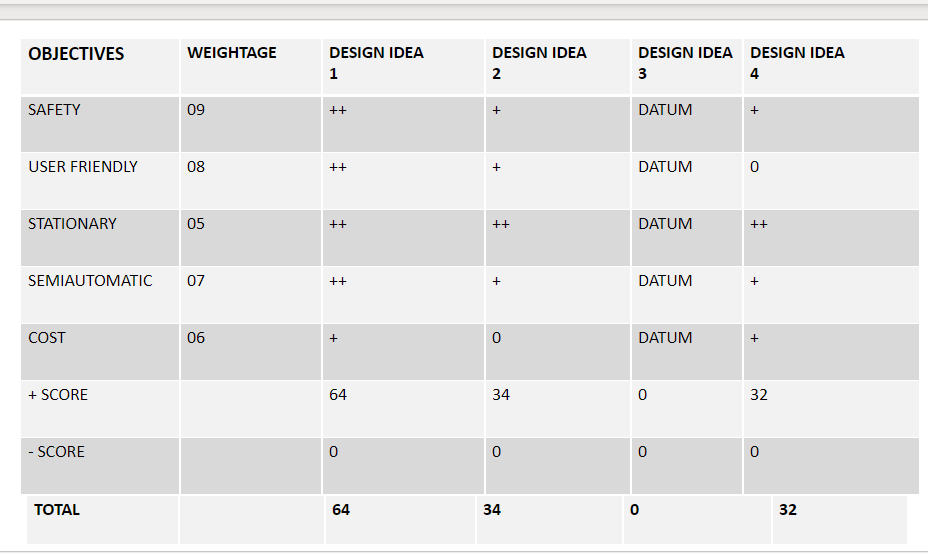 OBJECTIVES WEIGHTAGE DESIGN IDEA 1 DESIGN IDEA 2 DESIGN IDEA 3 DESIGN IDEA 4
SAFETY 09 ++ + DATUM +
USER FRIENDLY 08 ++ + DATUM 0
STATIONARY 05 ++ ++ DATUM ++
SEMIAUTOMATIC 07 ++ + DATUM +
COST 06 + 0 DATUM +
+ SCORE 64 34 0 32
- SCORE 0 0 0 0
TOTAL 64 34 0 32